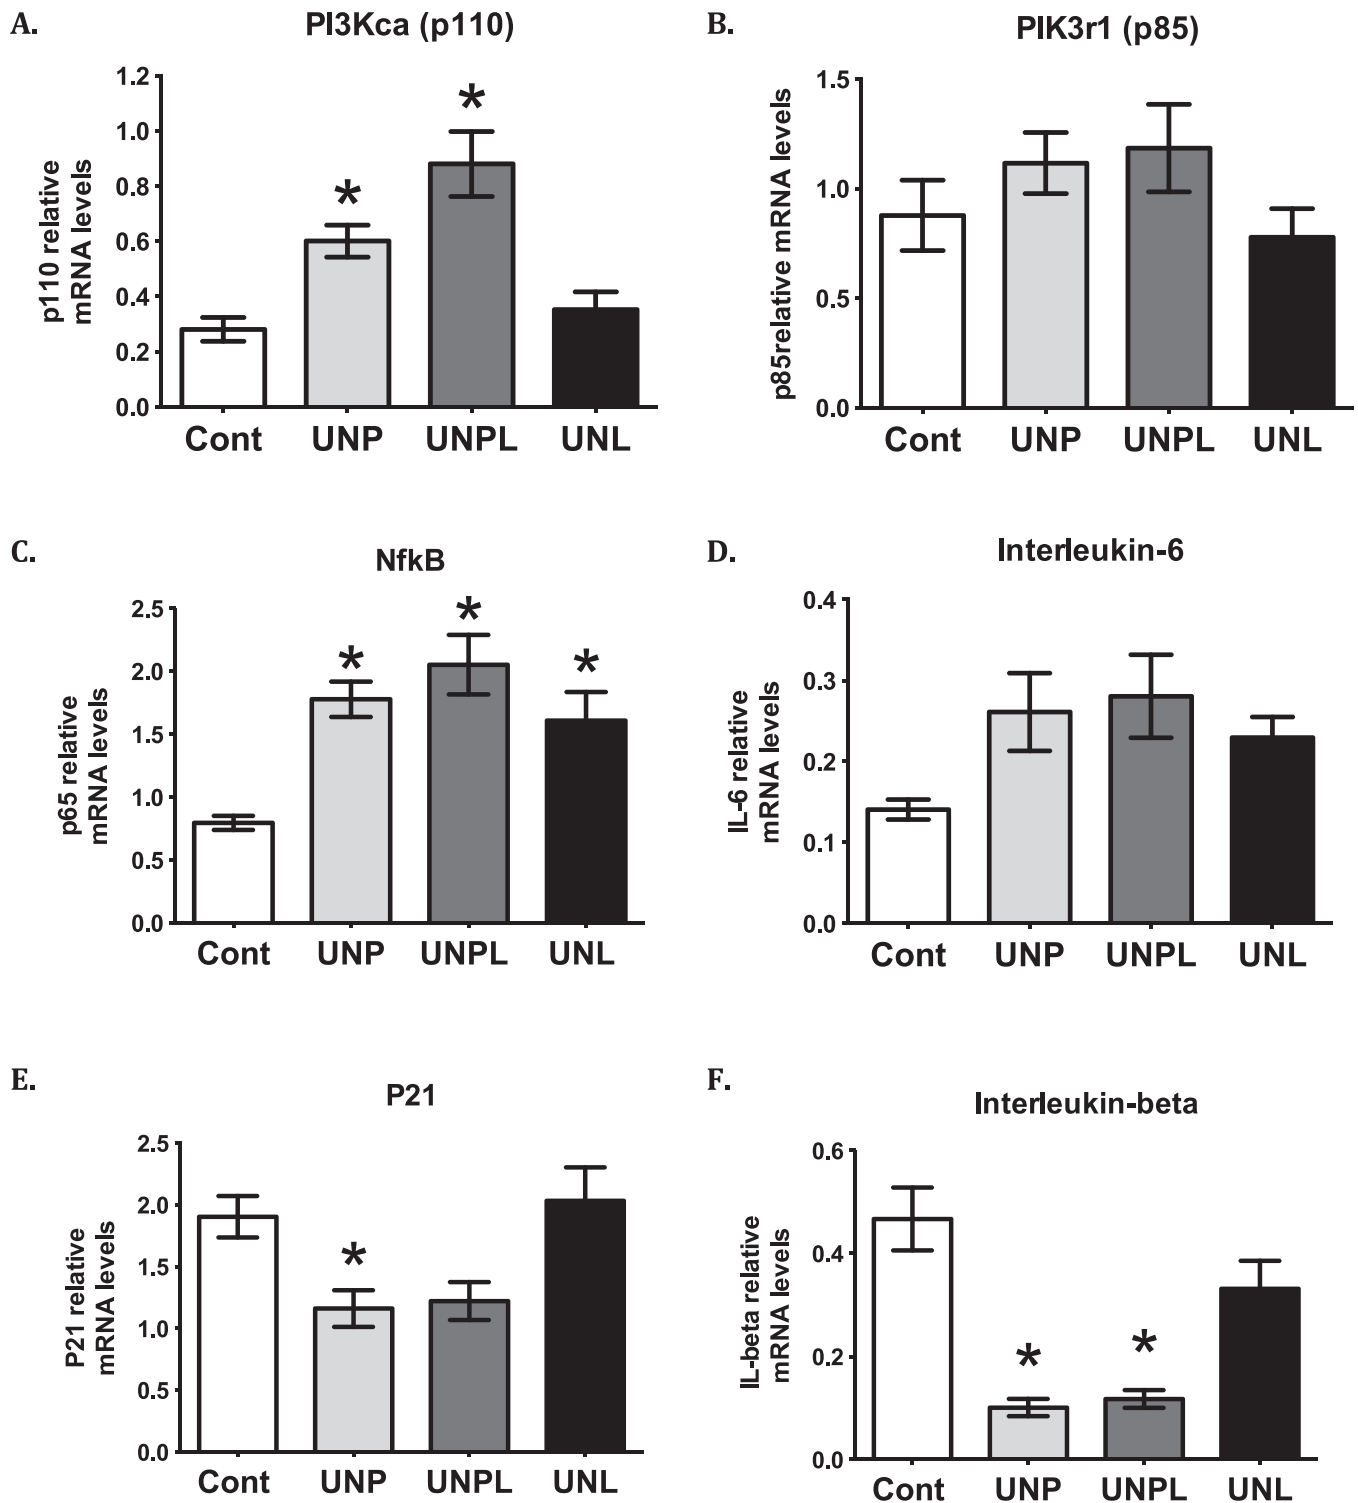 A.
PI3Kca (p110)
p110 relative
mRNA levels
1.2
1.0
0.8
0.6
0.4
0.2
0.0
*
*
Cont UNP UNPL UNL
B.
PIK3r1 (p85)
p85relative mRNA levels
1.5
1.0
0.5
0.0
Cont UNP UNPL UNL
C.
NfkB
p65 relative
mRNA levels
2.5
2.0
1.5
1.0
0.5
0.0
*
*
*
Cont UNP UNPL UNL
D.
Interleukin-6
IL-6 relative
mRNA levels
0.4
0.3
0.2
0.1
0.0
Cont UNP UNPL UNL
E.
P21
P21 relative
mRNA levels
2.5
2.0
1.5
1.0
0.5
0.0
*
Cont UNP UNPL UNL
F.
Interleukin-beta
IL-beta relative
mRNA levels
0.6
0.4
0.2
0.0
*
*
Cont UNP UNPL UNL